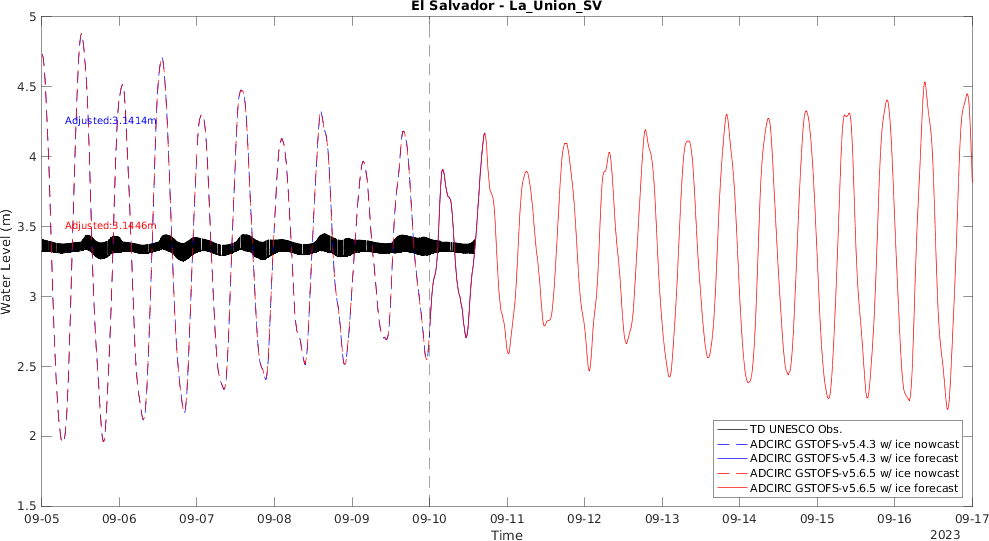 El Salvador - La_Union_SV
5
4.5
4
3.5
3
2.5
2
1.5
Water Level (m)
Adjusted:3.1414m
Adjusted:3.1446m
TD UNESCO Obs.
ADCIRC GSTOFS-v5.4.3 w/ ice nowcast
ADCIRC GSTOFS-v5.4.3 w/ ice forecast
ADCIRC GSTOFS-v5.6.5 w/ ice nowcast
ADCIRC GSTOFS-v5.6.5 w/ ice forecast
09-05 09-06 09-07 09-08 09-09 09-10 09-11 09-12 09-13 09-14 09-15 09-16 09-17
Time
2023